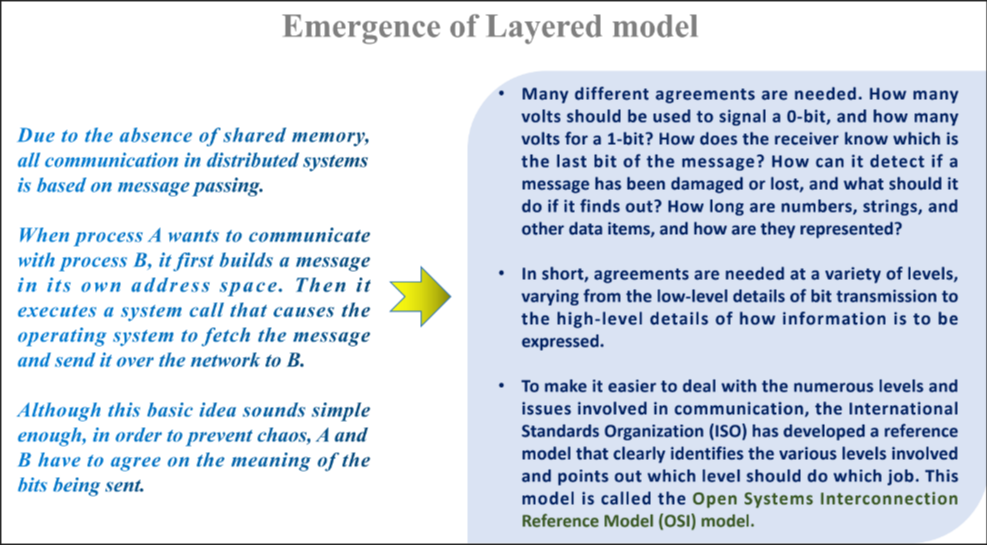 Emergence of Layered model
Due to the absence of shared memory,
all communication in distributed systems
is based on message passing.
When process A wants to communicate
with process B, it first builds a message
in its own address space. Then it
executes a system call that causes the
operating system to fetch the message
and send it over the network to B.
Although this basic idea sounds simple
enough, in order to prevent chaos, A and
B have to agree on the meaning of the
bits being sent.
• Many different agreements are needed. How many
volts should be used to signal a 0-bit, and how many
volts for a 1-bit? How does the receiver know which is
the last bit of the message? How can it detect if a
message has been damaged or lost, and what should it
do if it finds out? How long are numbers, strings, and
other data items, and how are they represented?
• In short, agreements are needed at a variety of levels,
varying from the low-level details of bit transmission to
the high-level details of how information is to be
expressed.
• To make it easier to deal with the numerous levels and
issues involved in communication, the International
Standards Organization (ISO) has developed a reference
model that clearly identifies the various levels involved
and points out which level should do which job. This
model is called the Open Systems Interconnection
Reference Model (OSI) model.